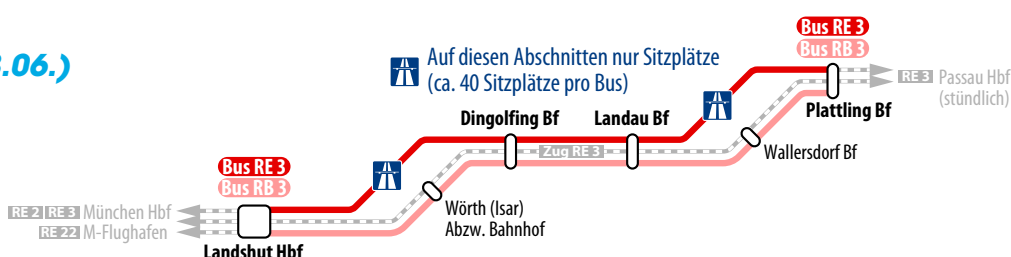 .06.)
Auf diesen Abschnitten nur Sitzplätze
(ca. 40 Sitzplätze pro Bus)
Bus RE 3
Bus RB 3
RE 3 Passau Hbf
(stündlich)
Plattling Bf
Dingolfing Bf
Landau Bf
Zug RE 3
Wallersdorf Bf
Bus RE 3
Bus RB 3
Wörth (Isar)
Abzw. Bahnhof
RE 2 RE 3 München Hbf
RE 22 M-Flughafen
Landshut Hbf